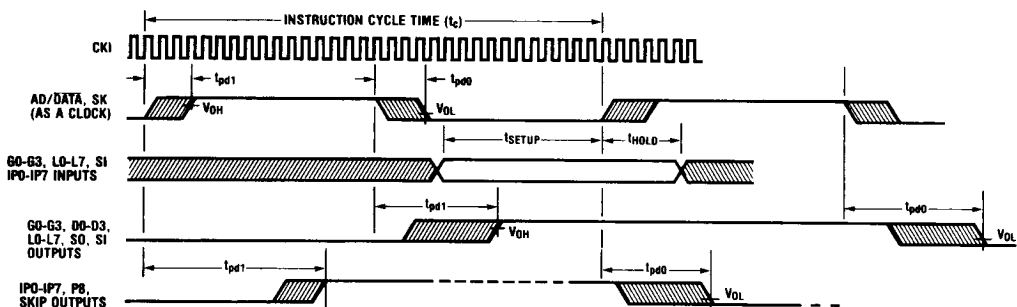 INSTRUCTION CYCLE TIME (tc)
CKI
tpd1
tpd0
AD/DATA, SK
(AS A CLOCK)
VOH
VOL
tSETUP
tHOLD
G0-G3, L0-L7, SI
IP0-IP7 INPUTS
tpd1
tpd0
G0-G3, D0-D3,
L0-L7, SO, SI
OUTPUTS
VOH
VOL
tpd1
tpd0
IP0-IP7, P8,
SKIP OUTPUTS
VOL